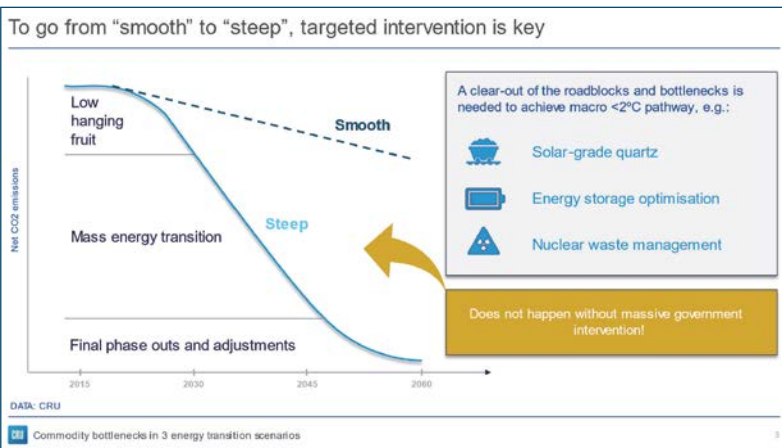 To go from “smooth” to “steep”, targeted intervention is key
Net CO2 emissions
Low
hanging
fruit
Smooth
Mass energy transition
Steep
Final phase outs and adjustments
2015
2030
2045
2060
A clear-out of the roadblocks and bottlenecks is
needed to achieve macro <2ºC pathway, e.g.:
Solar-grade quartz
Energy storage optimisation
Nuclear waste management
Does not happen without massive government
intervention!
DATA: CRU
CRU Commodity bottlenecks in 3 energy transition scenarios